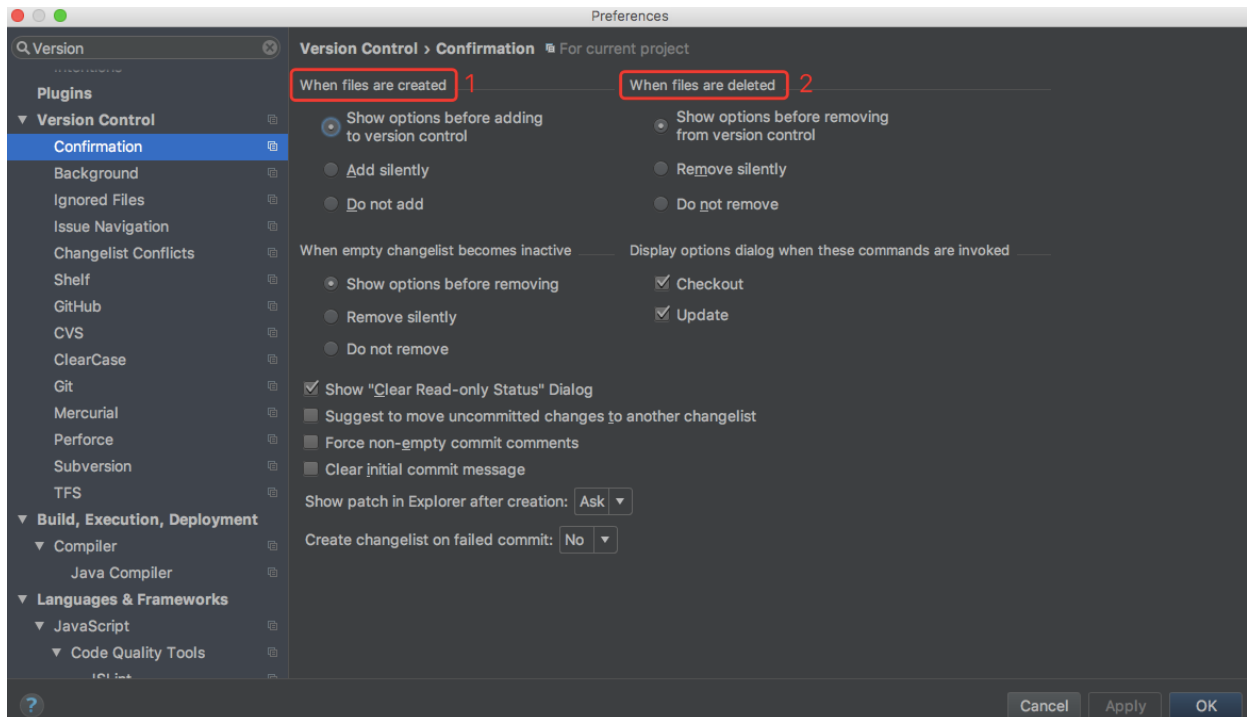 Preferences
Version
Version Control › Confirmation For current project
Plugins
Version Control
Confirmation
Background
Ignored Files
Issue Navigation
Changelist Conflicts
Shelf
GitHub
CVS
ClearCase
Git
Mercurial
Perforce
Subversion
TFS
Build, Execution, Deployment
Compiler
Java Compiler
Languages & Frameworks
JavaScript
Code Quality Tools
When files are created 1
Show options before adding
to version control
Add silently
Do not add
When files are deleted 2
Show options before removing
from version control
Remove silently
Do not remove
When empty changelist becomes inactive
Show options before removing
Remove silently
Do not remove
Display options dialog when these commands are invoked
Checkout
Update
Show "Clear Read-only Status" Dialog
Suggest to move uncommitted changes to another changelist
Force non-empty commit comments
Clear initial commit message
Show patch in Explorer after creation: Ask
Create changelist on failed commit: No
?
Cancel Apply OK